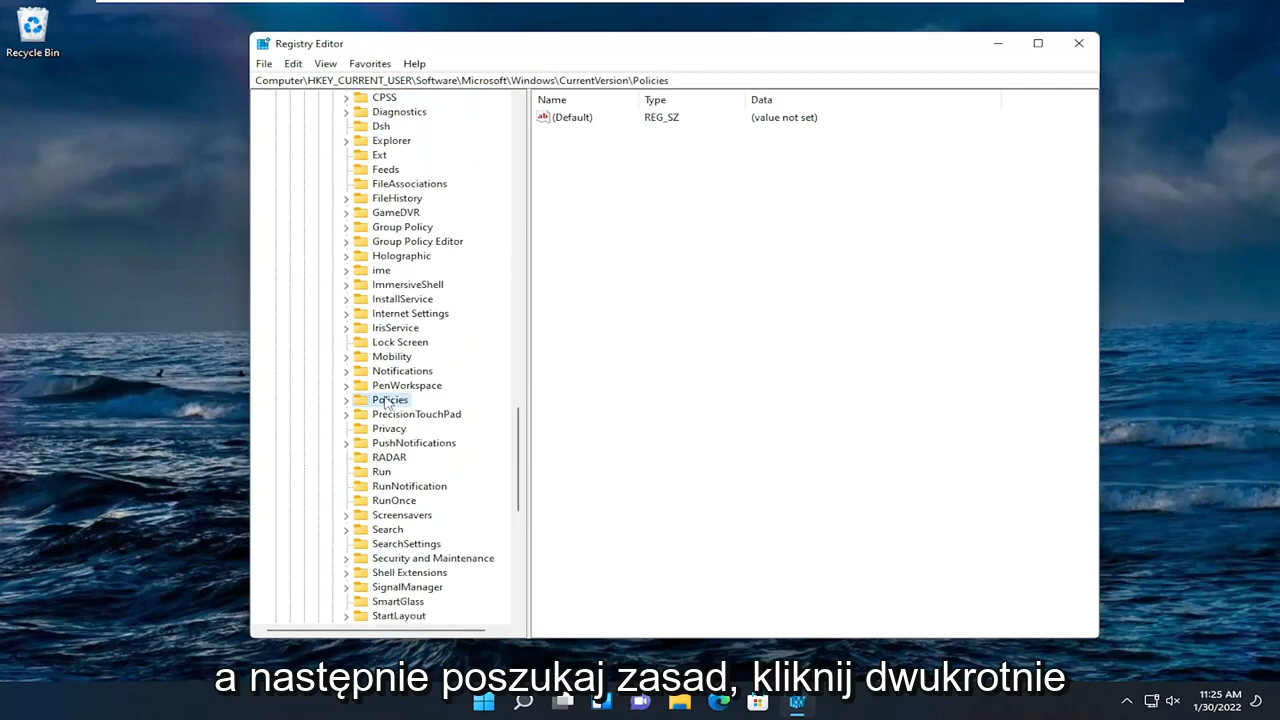 Recycle Bin
Registry Editor
File Edit View Favorites Help
Computer\HKEY_CURRENT_USER\Software\Microsoft\Windows\CurrentVersion\Policies
CPSS
Diagnostics
Dsh
Explorer
Ext
Feeds
FileAssociations
FileHistory
GameDVR
Group Policy
Group Policy Editor
Holographic
ime
ImmersiveShell
InstallService
Internet Settings
IrisService
Lock Screen
Mobility
Notifications
PenWorkspace
Policies
PrecisionTouchPad
Privacy
PushNotifications
RADAR
Run
RunNotification
RunOnce
Screensavers
Search
SearchSettings
Security and Maintenance
Shell Extensions
SignalManager
SmartGlass
StartLayout
Name Type Data
ab (Default) REG_SZ (value not set)
a następnie poszukaj zasad, kliknij dwukrotnie
11:25 AM
1/30/2022